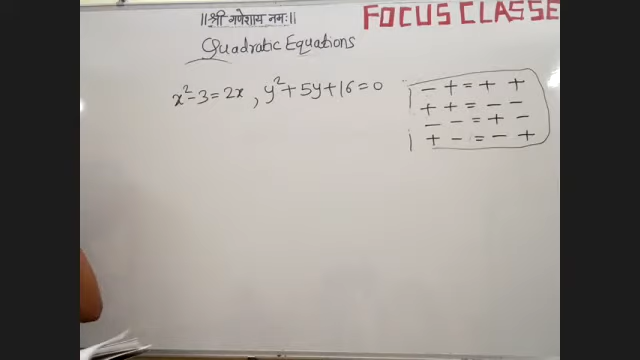 ॥श्री गणेशाय नमः॥
FOCUS CLASSE
Quadratic Equations
x²-3=2x , y²+5y+16=0
- + = + +
+ + = - -
- - = + -
+ - = - +